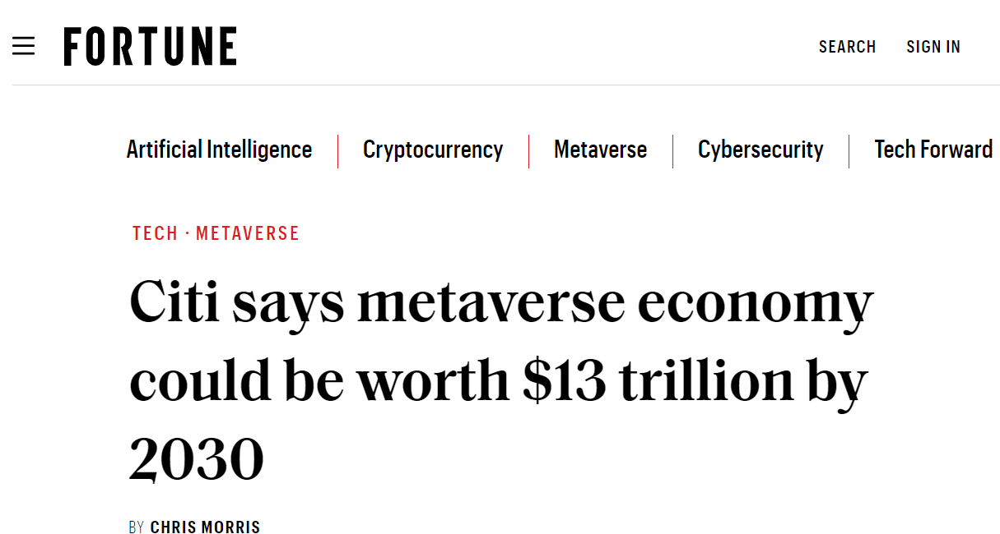 FORTUNE SEARCH SIGN IN
Artificial Intelligence Cryptocurrency Metaverse Cybersecurity Tech Forward
TECH · METAVERSE
Citi says metaverse economy
could be worth $13 trillion by
2030
BY CHRIS MORRIS